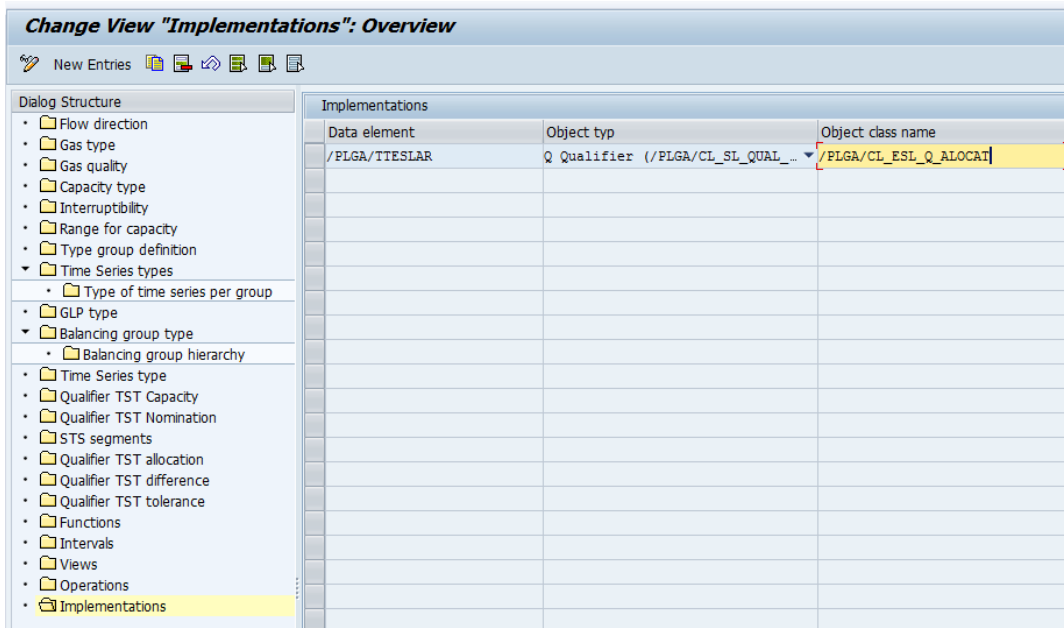 Change View "Implementations": Overview
New Entries
Dialog Structure
Flow direction
Gas type
Gas quality
Capacity type
Interruptibility
Range for capacity
Type group definition
Time Series types
Type of time series per group
GLP type
Balancing group type
Balancing group hierarchy
Time Series type
Qualifier TST Capacity
Qualifier TST Nomination
STS segments
Qualifier TST allocation
Qualifier TST difference
Qualifier TST tolerance
Functions
Intervals
Views
Operations
Implementations
Implementations
Data element Object typ Object class name
/PLGA/TTESLAR Q Qualifier (/PLGA/CL_SL_QUAL_… /PLGA/CL_ESL_Q_ALOCAT